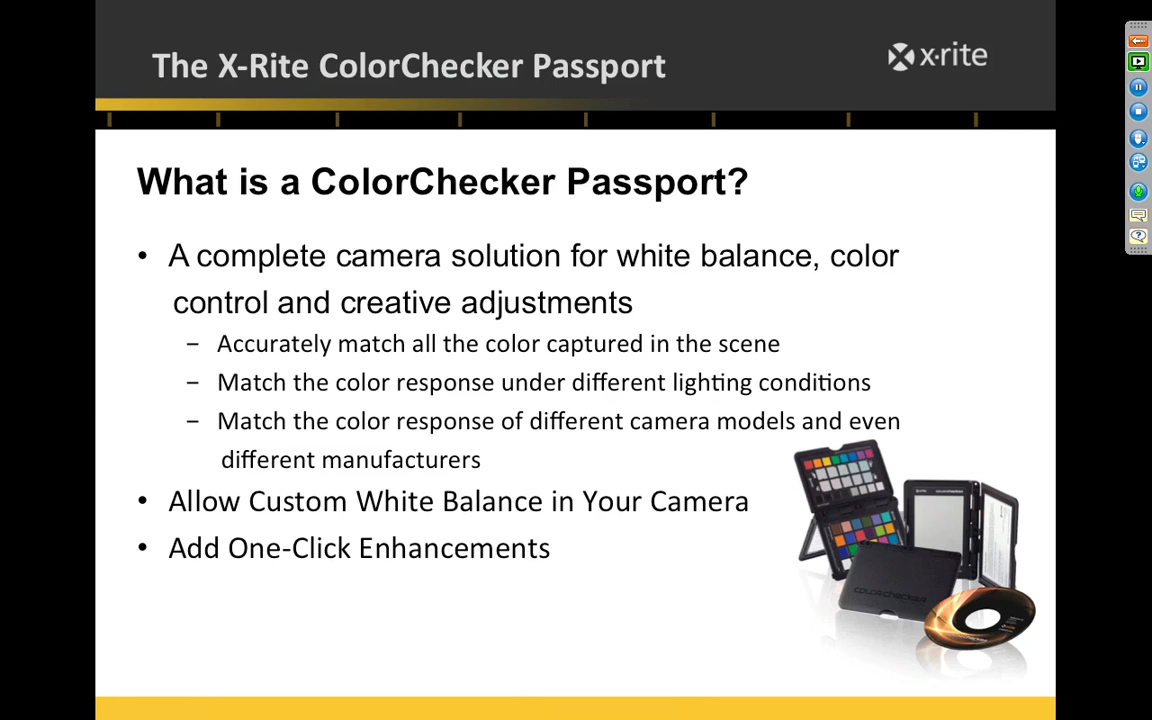 The X-Rite ColorChecker Passport
x·rite
What is a ColorChecker Passport?
• A complete camera solution for white balance, color
control and creative adjustments
– Accurately match all the color captured in the scene
– Match the color response under different lighting conditions
– Match the color response of different camera models and even
different manufacturers
• Allow Custom White Balance in Your Camera
• Add One-Click Enhancements
colorchecker